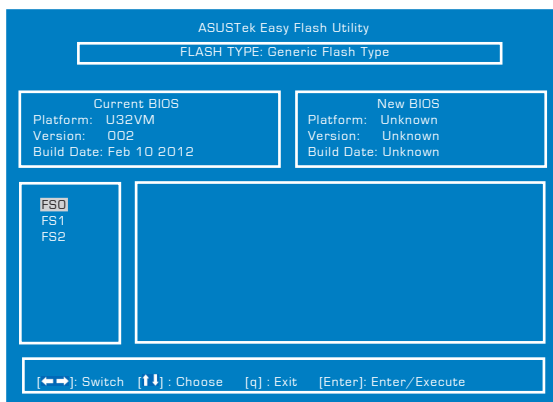 ASUSTek Easy Flash Utility
FLASH TYPE: Generic Flash Type
Current BIOS
Platform: U32VM
Version: 002
Build Date: Feb 10 2012
New BIOS
Platform: Unknown
Version: Unknown
Build Date: Unknown
FS0
FS1
FS2
[←→]: Switch [↑↓] : Choose [q] : Exit [Enter]: Enter/Execute